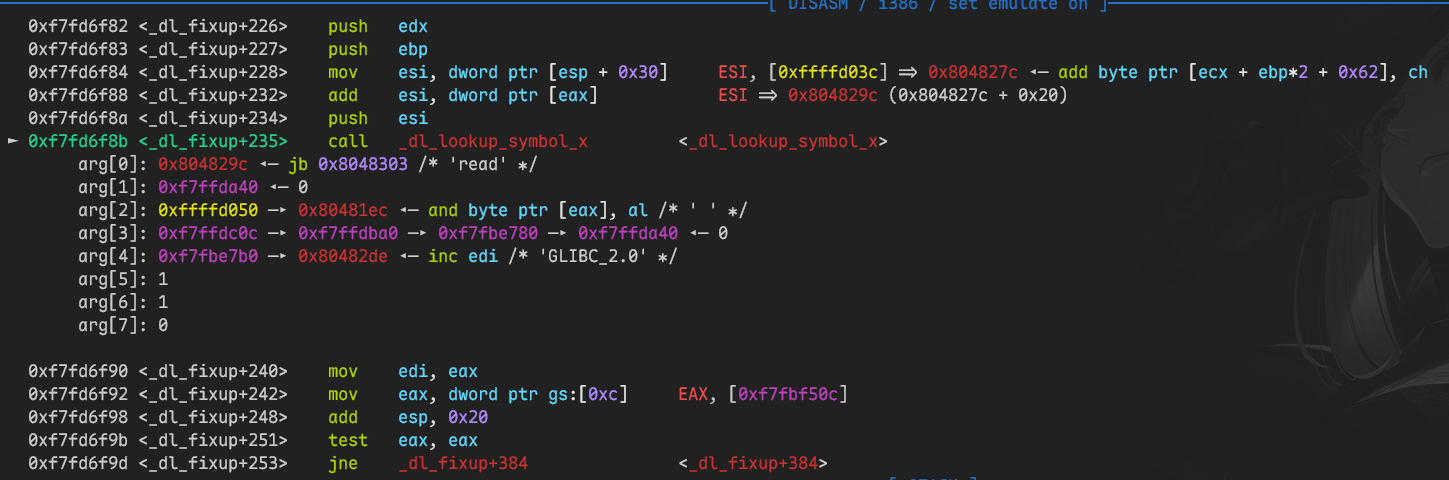 [ DISASM / i386 / set emulate on ]
0xf7fd6f82 <_dl_fixup+226>    push   edx
0xf7fd6f83 <_dl_fixup+227>    push   ebp
0xf7fd6f84 <_dl_fixup+228>    mov    esi, dword ptr [esp + 0x30]     ESI, [0xffffd03c] => 0x804827c ◂— add byte ptr [ecx + ebp*2 + 0x62], ch
0xf7fd6f88 <_dl_fixup+232>    add    esi, dword ptr [eax]            ESI => 0x804829c (0x804827c + 0x20)
0xf7fd6f8a <_dl_fixup+234>    push   esi
► 0xf7fd6f8b <_dl_fixup+235>    call   _dl_lookup_symbol_x         <_dl_lookup_symbol_x>
arg[0]: 0x804829c ◂— jb 0x8048303 /* 'read' */
arg[1]: 0xf7ffda40 ◂— 0
arg[2]: 0xffffd050 —▸ 0x80481ec ◂— and byte ptr [eax], al /* ' ' */
arg[3]: 0xf7ffdc0c —▸ 0xf7ffdba0 —▸ 0xf7fbe780 —▸ 0xf7ffda40 ◂— 0
arg[4]: 0xf7fbe7b0 —▸ 0x80482de ◂— inc edi /* 'GLIBC_2.0' */
arg[5]: 1
arg[6]: 1
arg[7]: 0
0xf7fd6f90 <_dl_fixup+240>    mov    edi, eax
0xf7fd6f92 <_dl_fixup+242>    mov    eax, dword ptr gs:[0xc]     EAX, [0xf7fbf50c]
0xf7fd6f98 <_dl_fixup+248>    add    esp, 0x20
0xf7fd6f9b <_dl_fixup+251>    test   eax, eax
0xf7fd6f9d <_dl_fixup+253>    jne    _dl_fixup+384               <_dl_fixup+384>